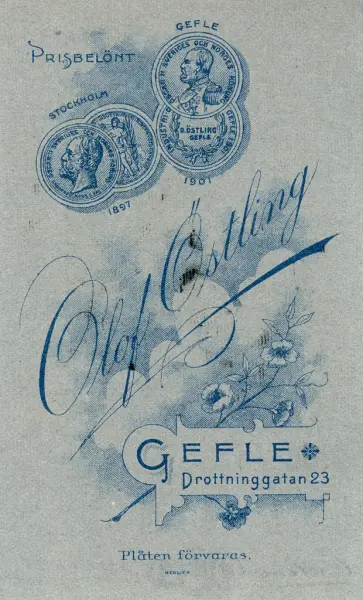 GEFLE
PRISBELÖNT
STOCKHOLM
O. ÖSTLING
GEFLE
1901
1897
Olof Östling
GEFLE
Drottninggatan 23
Plåten förvaras.